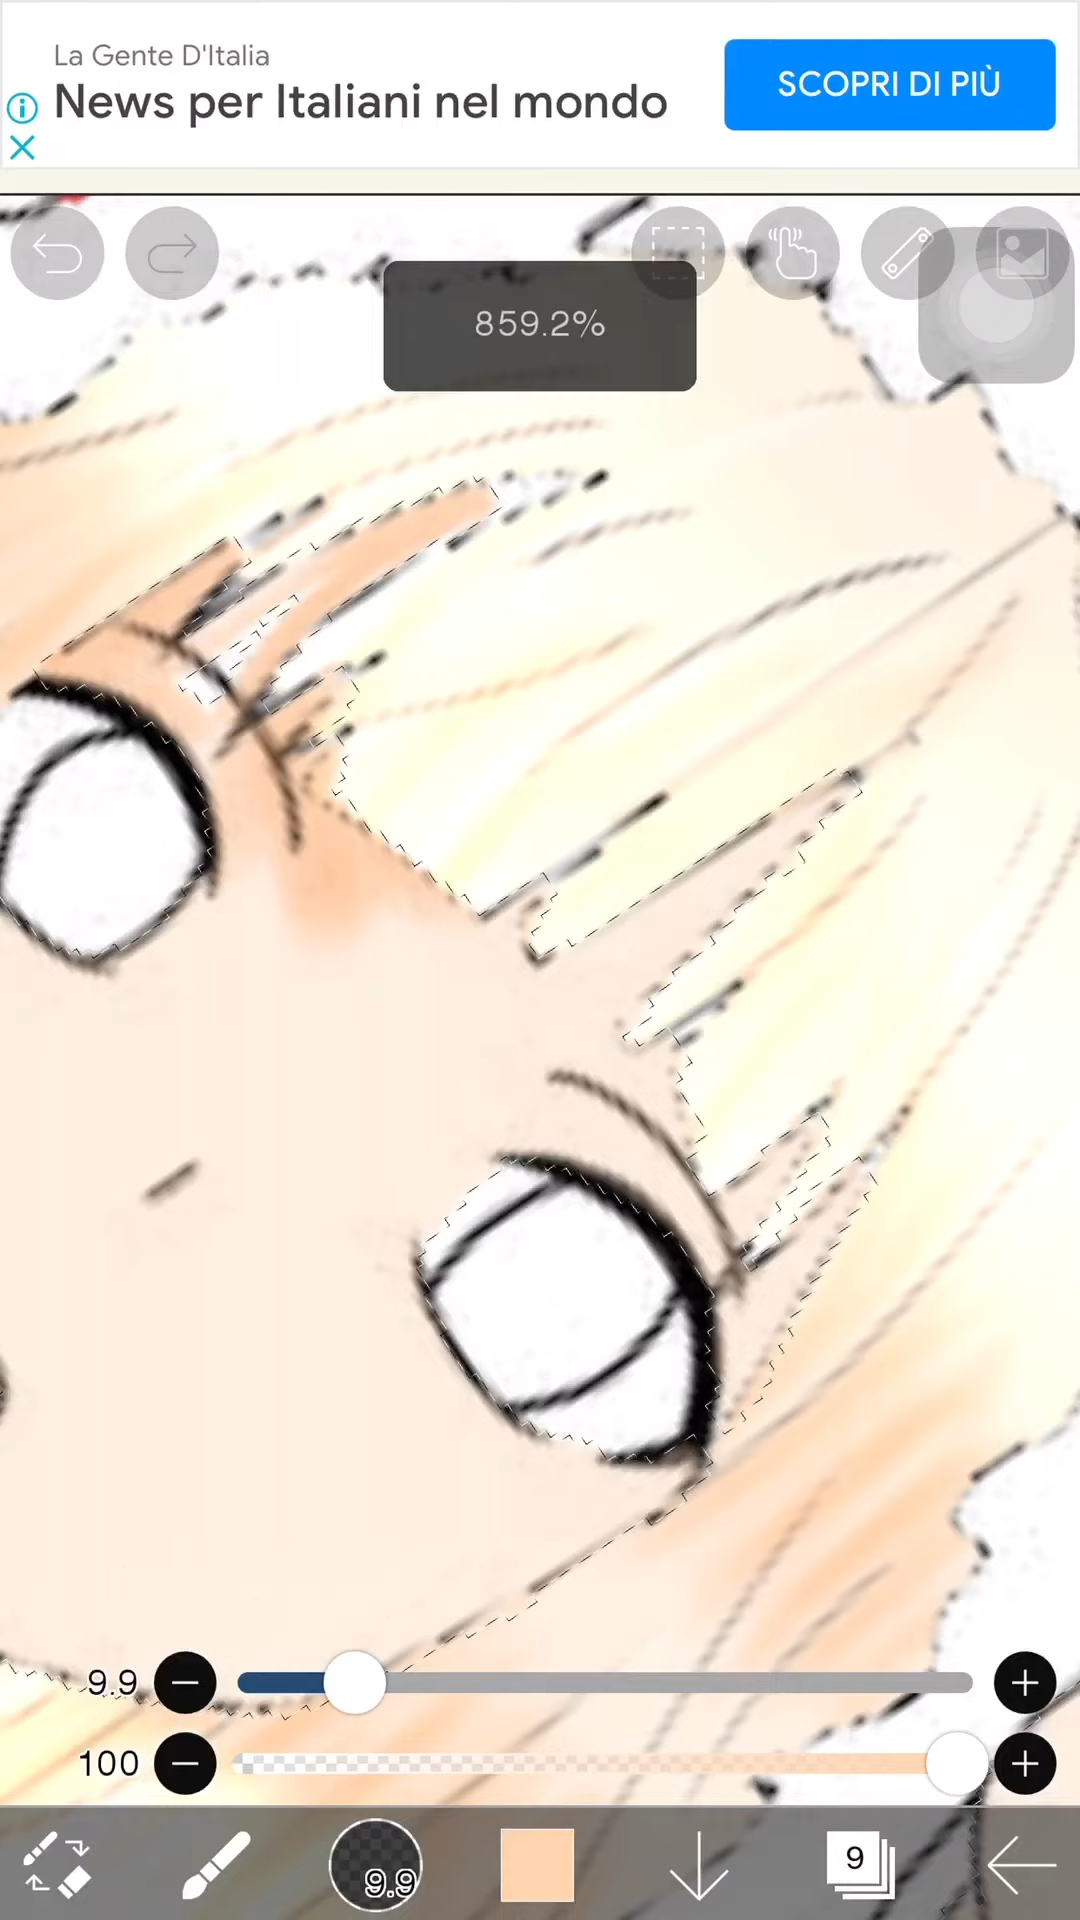 La Gente D'Italia
News per Italiani nel mondo
SCOPRI DI PIÙ
859.2%
9.9
100
9.9
9